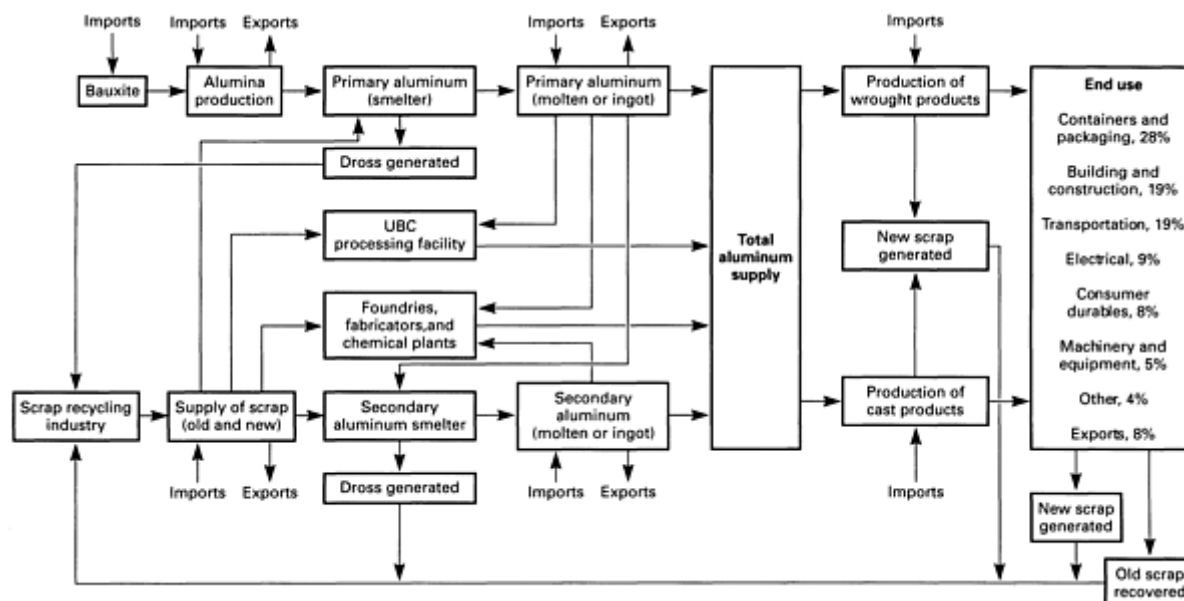 Imports
Imports
Exports
Imports
Exports
Imports
Bauxite
Alumina
production
Primary aluminum
(smelter)
Primary aluminum
(molten or ingot)
Production of
wrought products
Dross generated
UBC
processing facility
Foundries,
fabricators,and
chemical plants
Total
aluminum
supply
New scrap
generated
Scrap recycling
industry
Supply of scrap
(old and new)
Secondary
aluminum smelter
Secondary
aluminum
(molten or ingot)
Production of
cast products
Imports
Exports
Dross generated
Imports
Exports
Imports
End use
Containers and
packaging, 28%
Building and
construction, 19%
Transportation, 19%
Electrical, 9%
Consumer
durables, 8%
Machinery and
equipment, 5%
Other, 4%
Exports, 8%
New scrap
generated
Old scrap
recovered